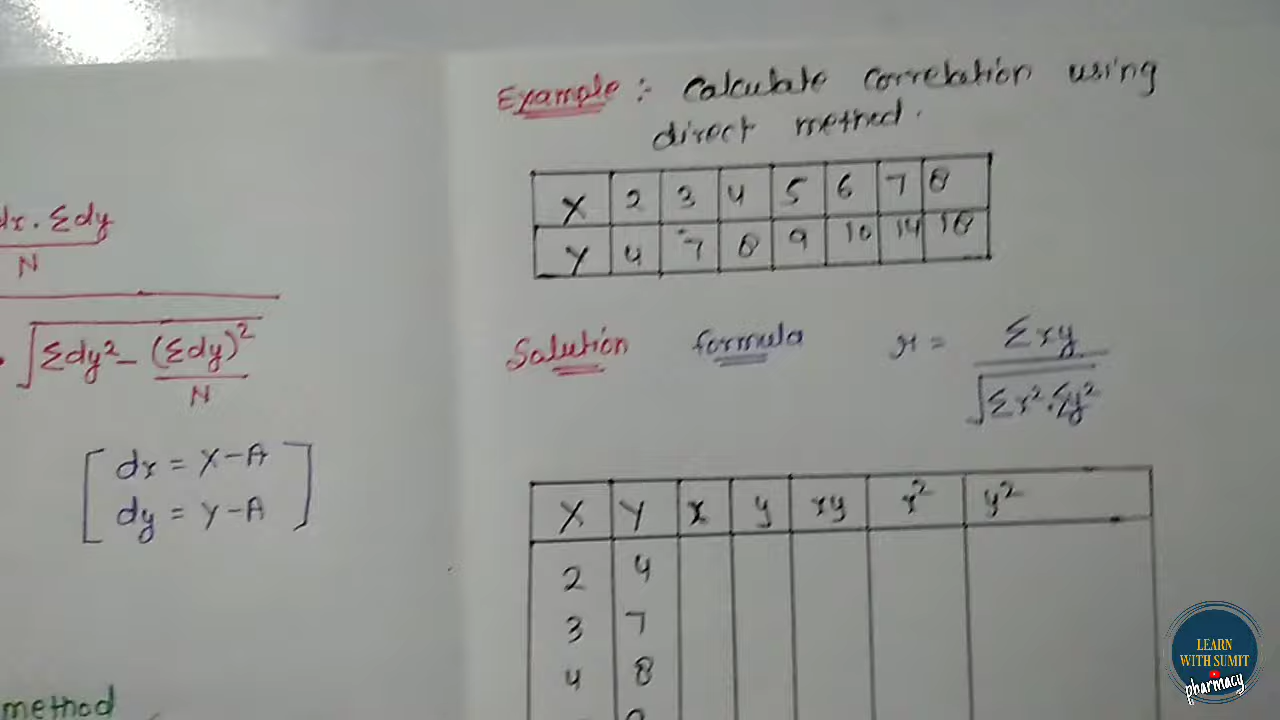 dx. Σdy
N
√Σdy² - (Σdy)²
N
[ dx = X-A
dy = Y-A ]
method
Example :- Calculate correlation using
direct method.
X 2 3 4 5 6 7 8
Y 4 7 8 9 10 14 18
Solution formula r = Σxy
√Σx².Σy²
X Y x y xy x² y²
2 4
3 7
4 8
LEARN
WITH SUMIT
pharmacy